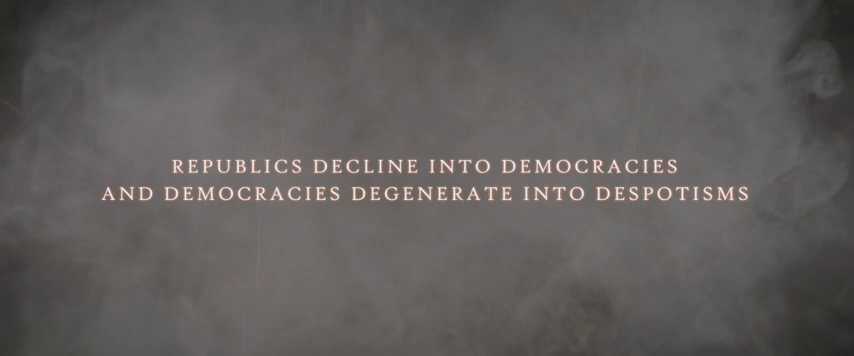 REPUBLICS DECLINE INTO DEMOCRACIES
AND DEMOCRACIES DEGENERATE INTO DESPOTISMS